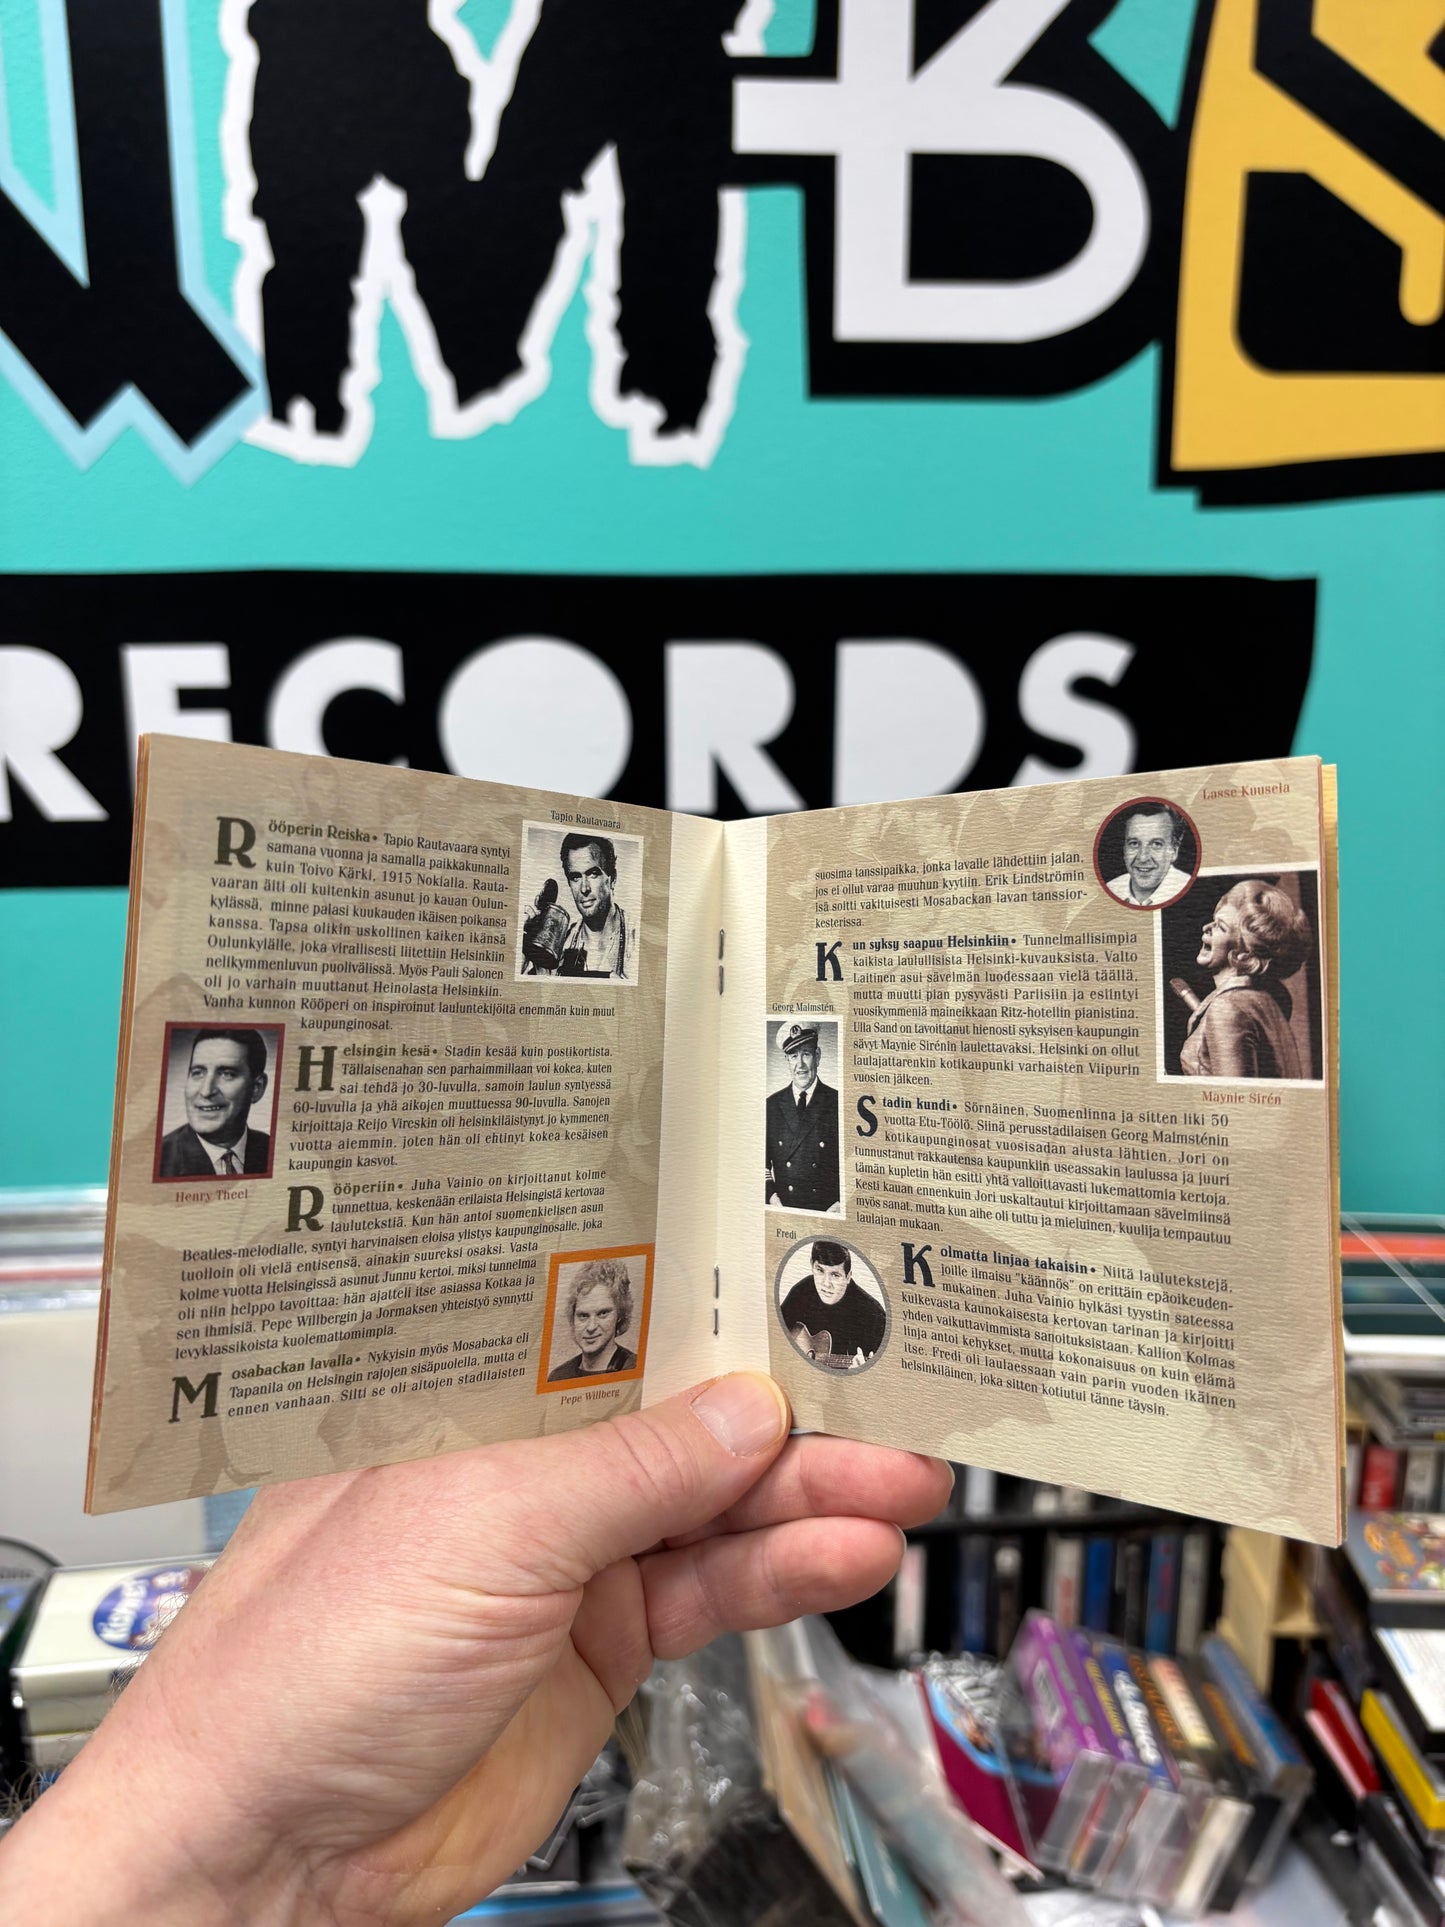 RECORDS
Tapio Rautavaara
Rööperin Reiska • Tapio Rautavaara syntyi
samana vuonna ja samalla paikkakunnalla
kuin Toivo Kärki, 1915 Nokialla. Rauta-
vaaran äiti oli kuitenkin asunut jo kauan Oulun-
kylässä, minne palasi kuukauden ikäisen poikansa
kanssa. Tapsa olikin uskollinen kaiken ikänsä
Oulunkylälle, joka virallisesti liitettiin Helsinkiin
nelikymmenluvun puolivälissä. Myös Pauli Salonen
oli jo varhain muuttanut Heinolasta Helsinkiin.
Vanha kunnon Rööperi on inspiroinut lauluntekijöitä enemmän kuin muut
kaupunginosat.
Helsingin kesä • Stadin kesää kuin postikortista.
Tällaisenahan sen parhaimmillaan voi kokea, kuten
sai tehdä jo 30-luvulla, samoin laulun syntyessä
60-luvulla ja yhä aikojen muuttuessa 90-luvulla. Sanojen
kirjoittaja Reijo Vireskin oli helsinkiläistynyt jo kymmenen
vuotta aiemmin, joten hän oli ehtinyt kokea kesäisen
kaupungin kasvot.
Henry Theel
Rööperiin • Juha Vainio on kirjoittanut kolme
tunnettua, keskenään erilaista Helsingistä kertovaa
laulutekstiä. Kun hän antoi suomenkielisen asun
Beatles-melodialle, syntyi harvinaisen eloisa ylistys kaupunginosalle, joka
tuolloin oli vielä entisensä, ainakin suureksi osaksi. Vasta
kolme vuotta Helsingissä asunut Junnu kertoi, miksi tunnelma
oli niin helppo tavoittaa: hän ajatteli itse asiassa Kotkaa ja
sen ihmisiä. Pepe Willbergin ja Jormaksen yhteistyö synnytti
levyklassikoista kuolemattomimpia.
Mosabackan lavalla • Nykyisin myös Mosabacka eli
Tapanila on Helsingin rajojen sisäpuolella, mutta ei
ennen vanhaan. Silti se oli aitojen stadilaisten
Pepe Willberg
Lasse Kuusela
suosima tanssipaikka, jonka lavalle lähdettiin jalan,
jos ei ollut varaa muuhun kyytiin. Erik Lindströmin
isä soitti vakituisesti Mosabackan lavan tanssior-
kesterissa.
Kun syksy saapuu Helsinkiin • Tunnelmallisimpia
kaikista laulullisista Helsinki-kuvauksista. Valto
Laitinen asui sävelmän luodessaan vielä täällä,
mutta muutti pian pysyvästi Pariisiin ja esiintyi
vuosikymmeniä maineikkaan Ritz-hotellin pianistina.
Ulla Sand on tavoittanut hienosti syksyisen kaupungin
sävyt Maynie Sirénin laulettavaksi. Helsinki on ollut
laulajattarenkin kotikaupunki varhaisten Viipurin
vuosien jälkeen.
Maynie Sirén
Georg Malmstén
Stadin kundi • Sörnäinen, Suomenlinna ja sitten liki 50
vuotta Etu-Töölö. Siinä perusstadilaisen Georg Malmsténin
kotikaupunginosat vuosisadan alusta lähtien. Jori on
tunnustanut rakkautensa kaupunkiin useassakin laulussa ja juuri
tämän kupletin hän esitti yhtä valloittavasti lukemattomia kertoja.
Kesti kauan ennenkuin Jori uskaltautui kirjoittamaan sävelmiinsä
myös sanat, mutta kun aihe oli tuttu ja mieluinen, kuulija tempautuu
laulajan mukaan.
Fredi
Kolmatta linjaa takaisin • Niitä laulutekstejä,
joille ilmaisu "käännös" on erittäin epäoikeuden-
mukainen. Juha Vainio hylkäsi tyystin sateessa
kulkevasta kaunokaisesta kertovan tarinan ja kirjoitti
yhden vaikuttavimmista sanoituksistaan. Kallion Kolmas
linja antoi kehykset, mutta kokonaisuus on kuin elämä
itse. Fredi oli laulaessaan vain parin vuoden ikäinen
helsinkiläinen, joka sitten kotiutui tänne täysin.